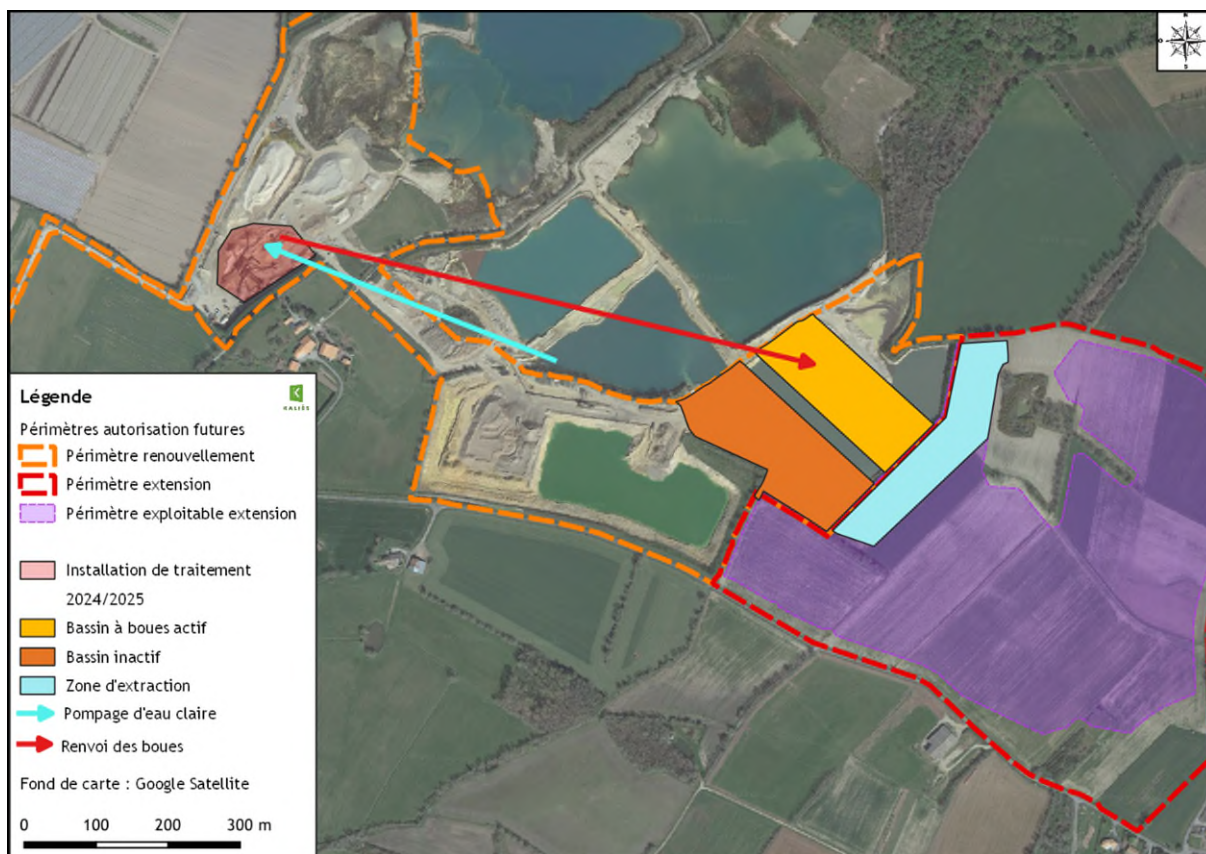 N
O
E
S
Légende
KALIÈS
Périmètres autorisation futures
Périmètre renouvellement
Périmètre extension
Périmètre exploitable extension
Installation de traitement
2024/2025
Bassin à boues actif
Bassin inactif
Zone d'extraction
Pompage d'eau claire
Renvoi des boues
Fond de carte : Google Satellite
0 100 200 300 m